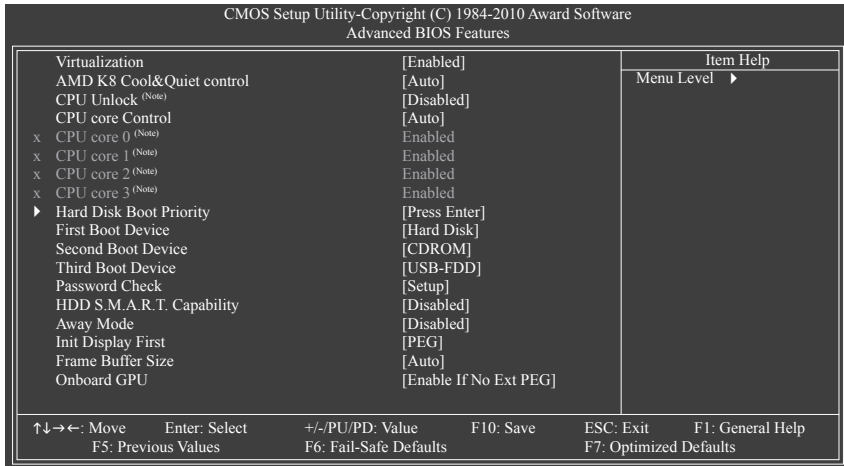 CMOS Setup Utility-Copyright (C) 1984-2010 Award Software
Advanced BIOS Features
Item Help
Menu Level ▶
Virtualization [Enabled]
AMD K8 Cool&Quiet control [Auto]
CPU Unlock (Note) [Disabled]
CPU core Control [Auto]
x CPU core 0 (Note) Enabled
x CPU core 1 (Note) Enabled
x CPU core 2 (Note) Enabled
x CPU core 3 (Note) Enabled
▶ Hard Disk Boot Priority [Press Enter]
First Boot Device [Hard Disk]
Second Boot Device [CDROM]
Third Boot Device [USB-FDD]
Password Check [Setup]
HDD S.M.A.R.T. Capability [Disabled]
Away Mode [Disabled]
Init Display First [PEG]
Frame Buffer Size [Auto]
Onboard GPU [Enable If No Ext PEG]
↑↓→←: Move Enter: Select +/-/PU/PD: Value F10: Save ESC: Exit F1: General Help
F5: Previous Values F6: Fail-Safe Defaults F7: Optimized Defaults